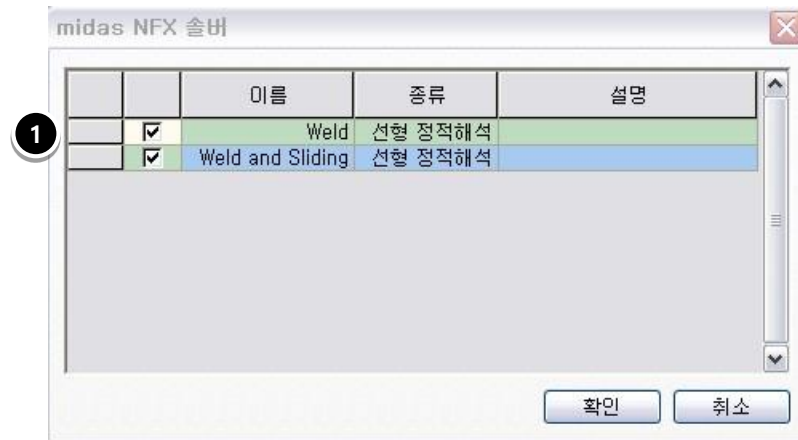 midas NFX 솔버
이름 종류 설명
1
Weld 선형 정적해석
Weld and Sliding 선형 정적해석
확인 취소